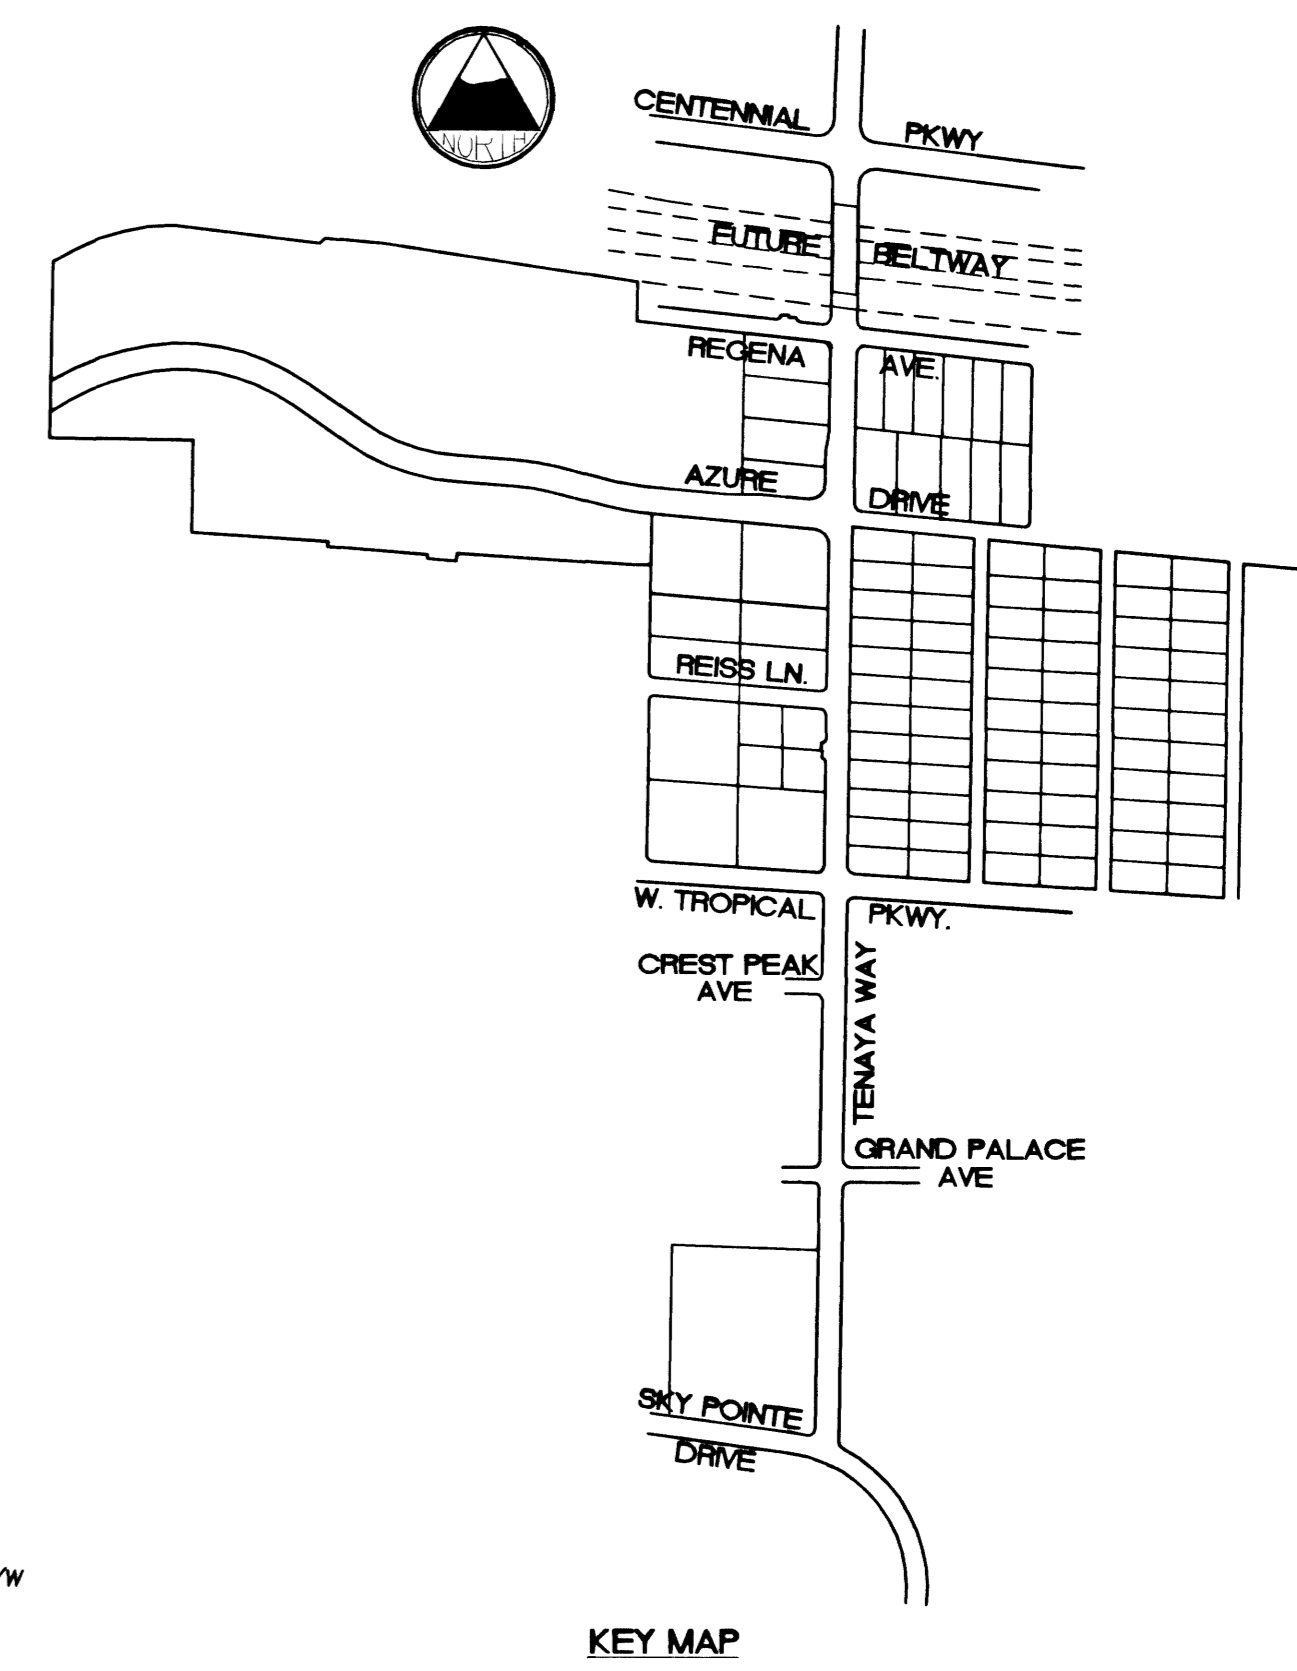 NORTH
CENTENNIAL PKWY
FUTURE BELTWAY
REGENA AVE.
AZURE DRIVE
REISS LN.
W. TROPICAL PKWY.
CREST PEAK
AVE
TENAYA WAY
GRAND PALACE
AVE
SKY POINTE
DRIVE
/W
KEY MAP